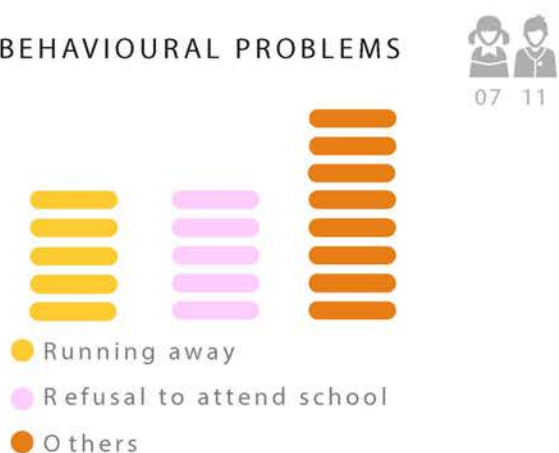 BEHAVIOURAL PROBLEMS
07 11
Running away
Refusal to attend school
Others